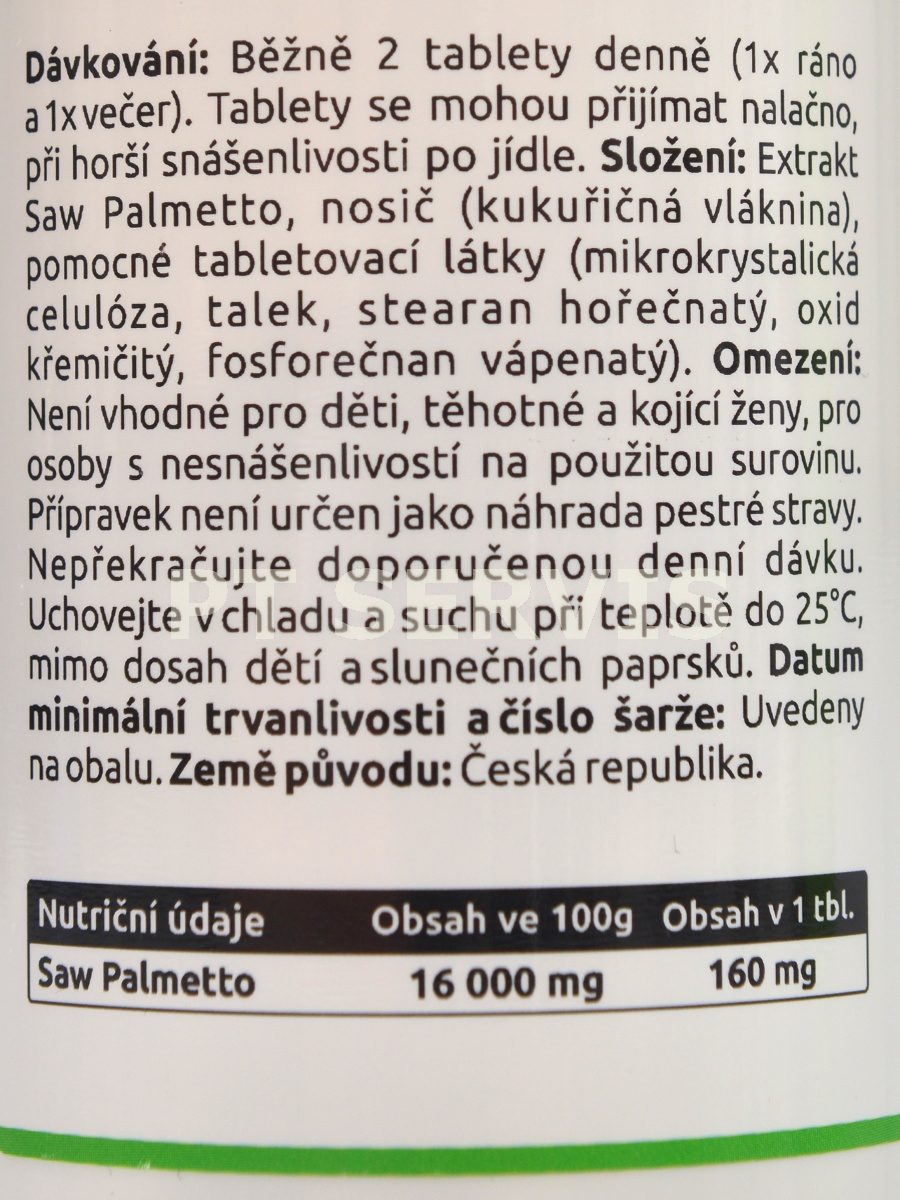 Dávkování: Běžně 2 tablety denně (1x ráno
a 1x večer). Tablety se mohou přijímat nalačno,
při horší snášenlivosti po jídle. Složení: Extrakt
Saw Palmetto, nosič (kukuřičná vláknina),
pomocné tabletovací látky (mikrokrystalická
celulóza, talek, stearan hořečnatý, oxid
křemičitý, fosforečnan vápenatý). Omezení:
Není vhodné pro děti, těhotné a kojící ženy, pro
osoby s nesnášenlivostí na použitou surovinu.
Přípravek není určen jako náhrada pestré stravy.
Nepřekračujte doporučenou denní dávku.
PT SERVIS
Uchovejte v chladu a suchu při teplotě do 25°C,
mimo dosah dětí a slunečních paprsků. Datum
minimální trvanlivosti a číslo šarže: Uvedeny
na obalu. Země původu: Česká republika.
Nutriční údaje Obsah ve 100g Obsah v 1 tbl.
Saw Palmetto 16 000 mg 160 mg